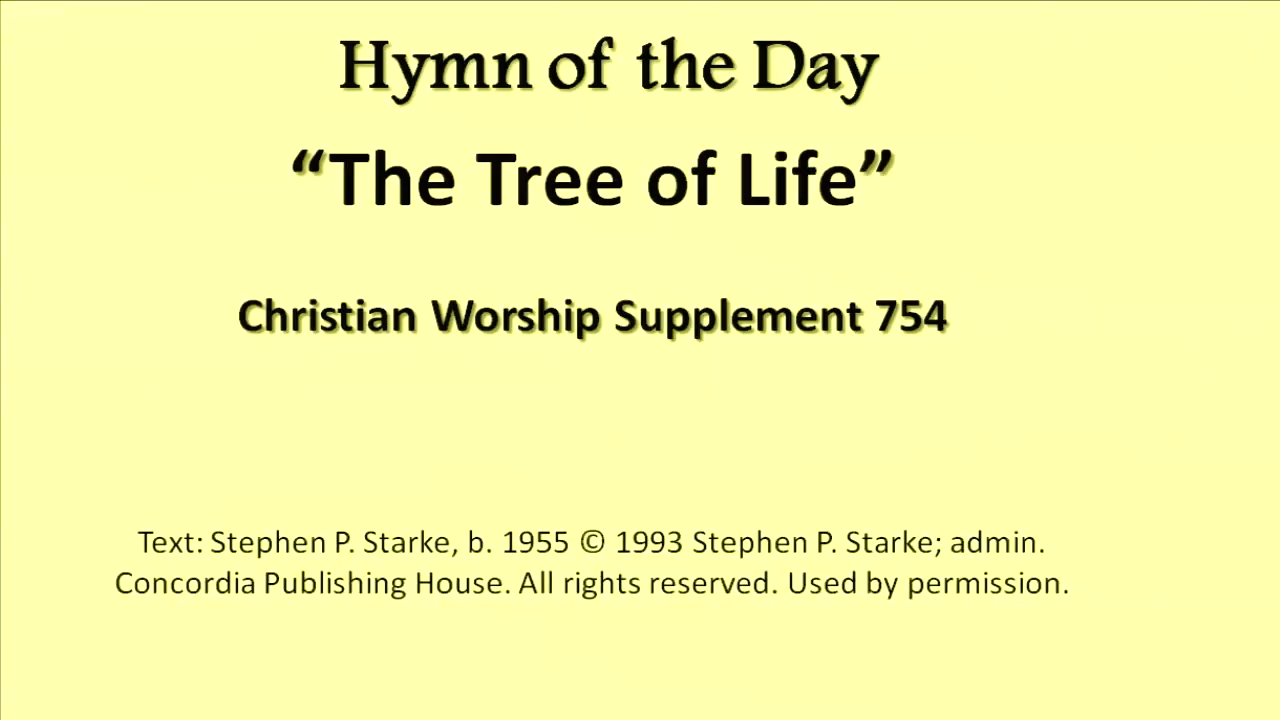 Hymn of the Day
“The Tree of Life”
Christian Worship Supplement 754
Text: Stephen P. Starke, b. 1955 © 1993 Stephen P. Starke; admin.
Concordia Publishing House. All rights reserved. Used by permission.